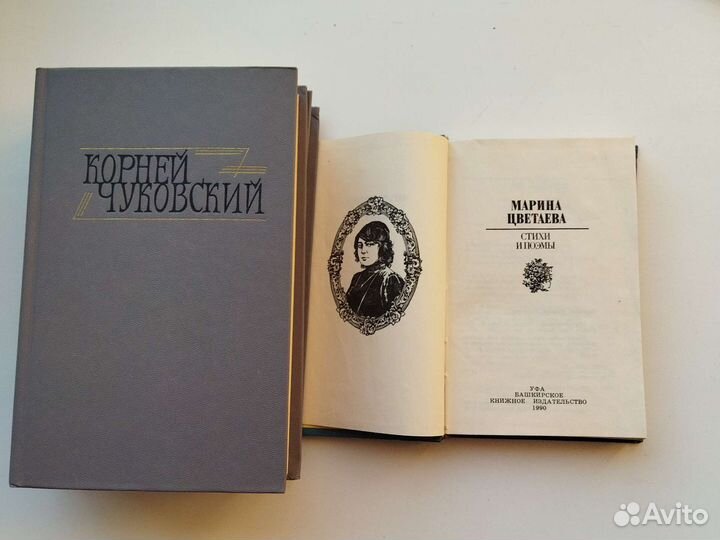 КОРНЕЙ
ЧУКОВСКИЙ
МАРИНА
ЦВЕТАЕВА
СТИХИ
И ПОЭМЫ
УФА
БАШКИРСКОЕ
КНИЖНОЕ ИЗДАТЕЛЬСТВО
1990
Avito